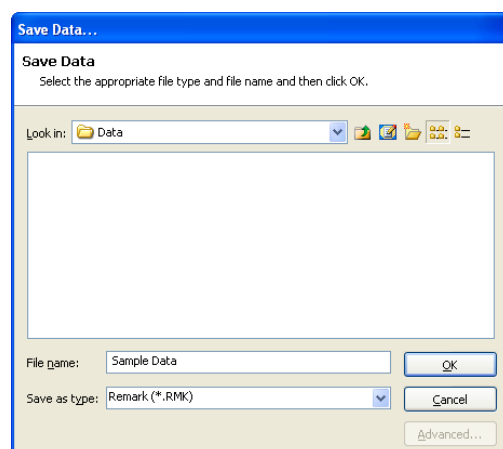 Save Data...
Save Data
Select the appropriate file type and file name and then click OK.
Look in: Data
File name: Sample Data OK
Save as type: Remark (*.RMK) Cancel
Advanced...